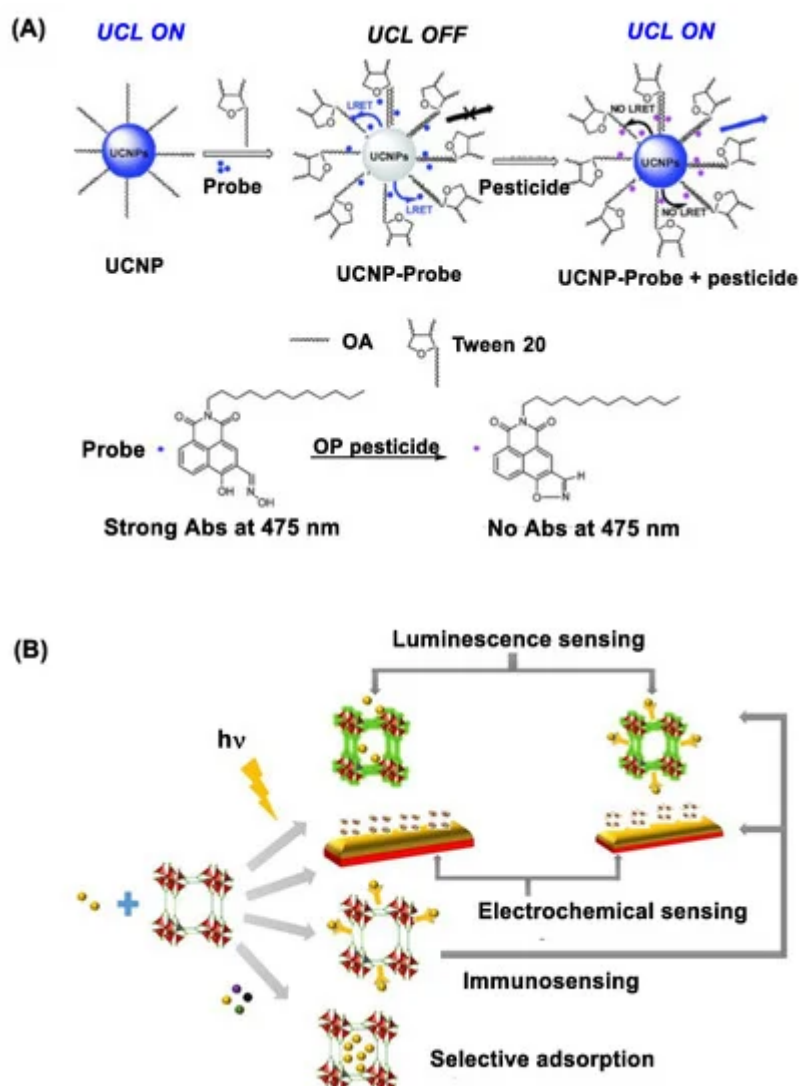 (A)
UCL ON
UCL OFF
UCL ON
LRET
NO LRET
UCNPs
UCNPs
UCNPs
Probe
Pesticide
LRET
NO LRET
UCNP
UCNP-Probe
UCNP-Probe + pesticide
OA
Tween 20
Probe
OP pesticide
Strong Abs at 475 nm
No Abs at 475 nm
O
N
O
O
N
O
OH
N
OH
H
O
N
(B)
Luminescence sensing
hν
Electrochemical sensing
Immunosensing
Selective adsorption